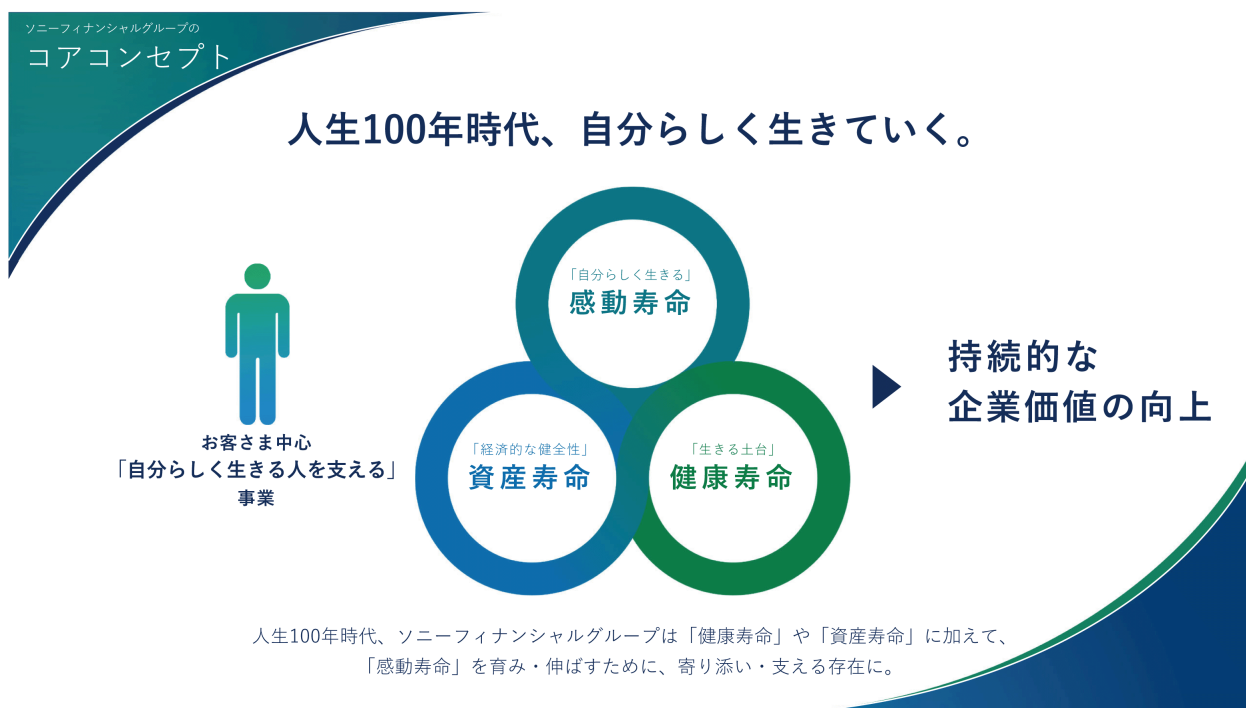 ソニーフィナンシャルグループの
コアコンセプト
人生100年時代、自分らしく生きていく。
「自分らしく生きる」
感動寿命
「経済的な健全性」
資産寿命
「生きる土台」
健康寿命
お客さま中心
「自分らしく生きる人を支える」
事業
持続的な
企業価値の向上
人生100年時代、ソニーフィナンシャルグループは「健康寿命」や「資産寿命」に加えて、
「感動寿命」を育み・伸ばすために、寄り添い・支える存在に。